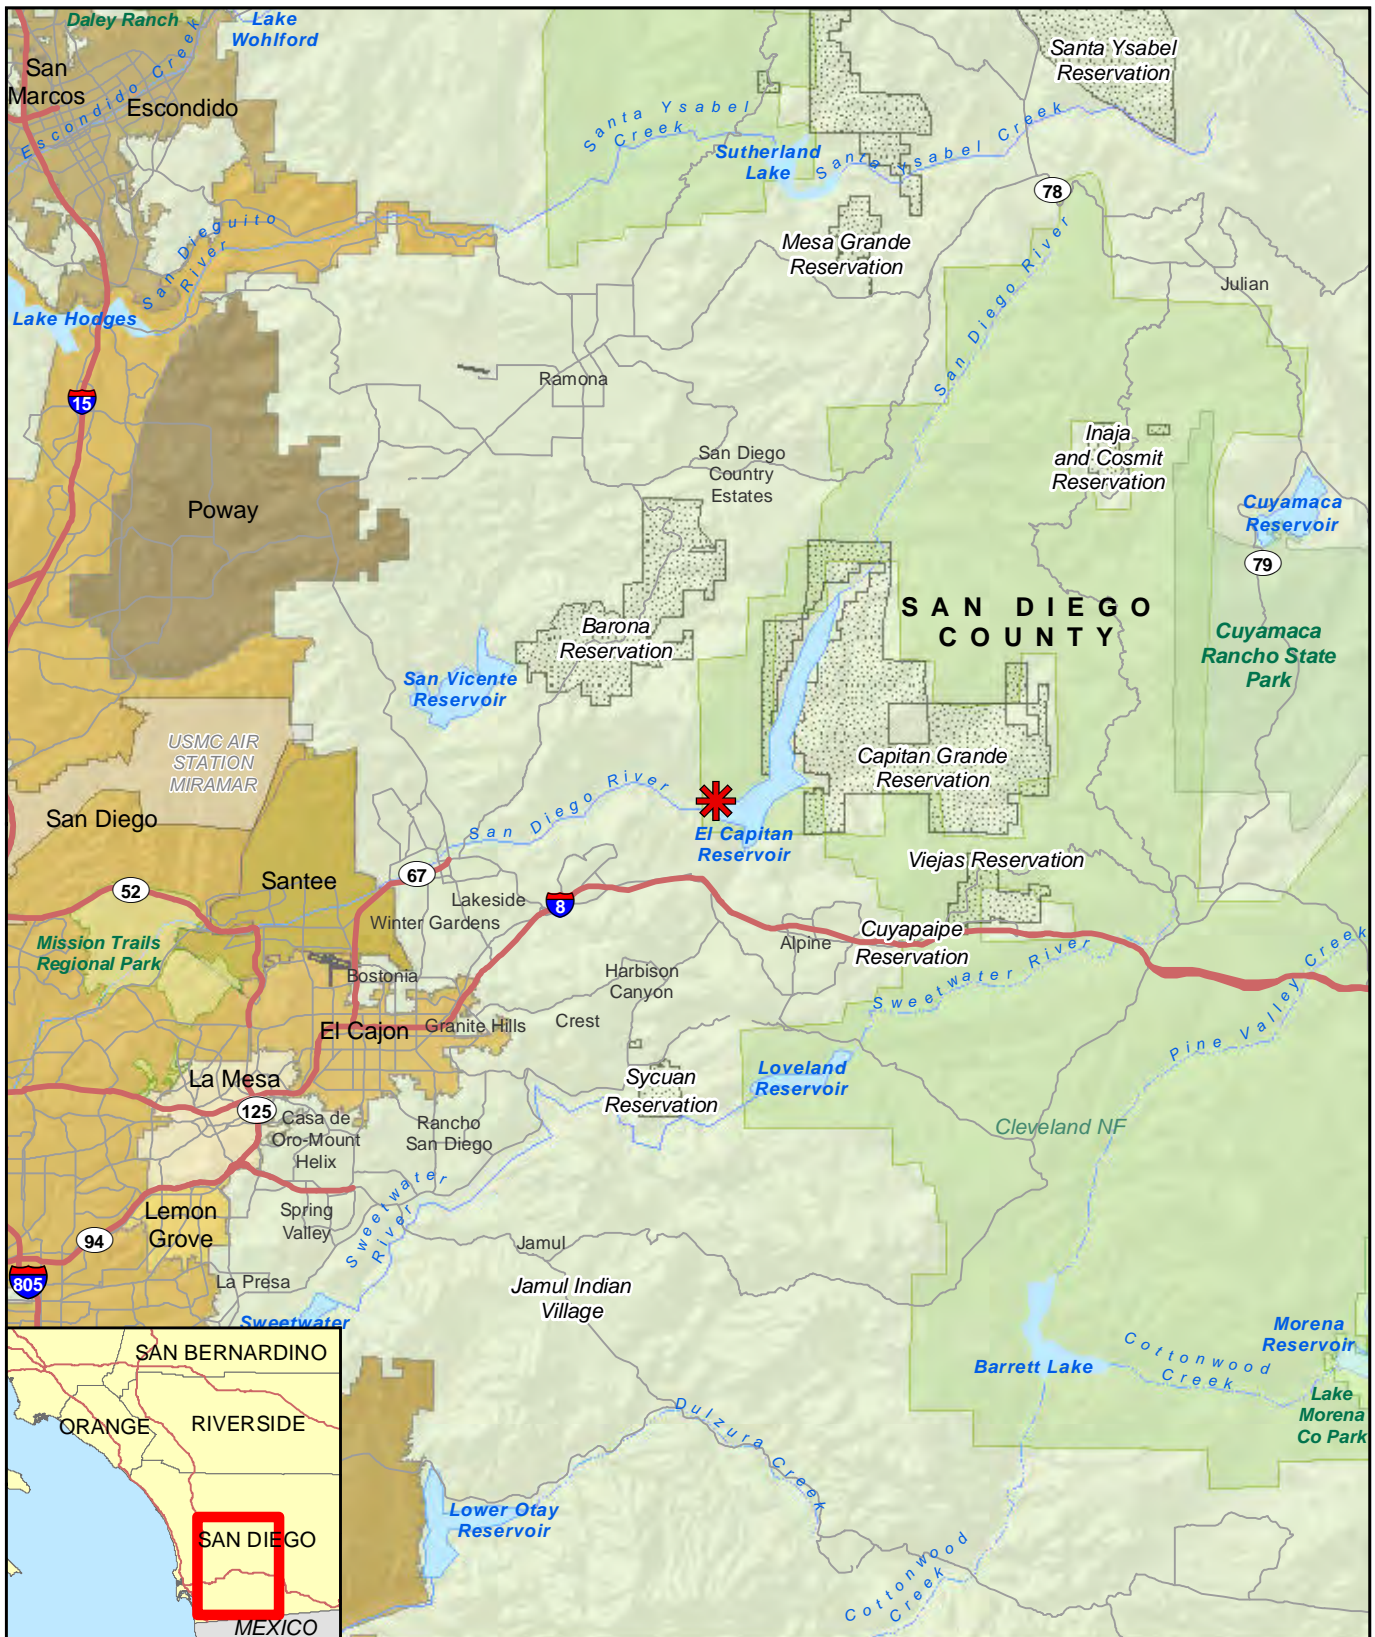 Daley Ranch
Lake
Wohlford
San
Marcos
Escondido Creek
Escondido
Santa Ysabel
Reservation
Santa Ysabel
Creek
Sutherland
Lake
Santa Ysabel Creek
78
San Dieguito
River
Mesa Grande
Reservation
San Diego River
Julian
Lake Hodges
15
Ramona
San Diego
Country
Estates
Inaja
and Cosmit
Reservation
Poway
Cuyamaca
Reservoir
79
SAN DIEGO
COUNTY
Barona
Reservation
Cuyamaca
Rancho State
Park
San Vicente
Reservoir
USMC AIR
STATION
MIRAMAR
Capitan Grande
Reservation
San Diego
San Diego River
El Capitan
Reservoir
Viejas Reservation
67
Santee
52
Lakeside
8
Winter Gardens
Mission Trails
Regional Park
Alpine
Cuyapaipe
Reservation
Bostonia
Harbison
Canyon
Sweetwater River
Pine Valley Creek
El Cajon
Granite Hills
Crest
La Mesa
Sycuan
Reservation
Loveland
Reservoir
125
Casa de
Oro-Mount
Helix
Rancho
San Diego
Cleveland NF
Sweetwater
River
Lemon
Grove
Spring
Valley
94
Jamul
805
La Presa
Jamul Indian
Village
Sweetwater
Morena
Reservoir
Barrett Lake
Cottonwood
Creek
Lake
Morena
Co Park
Dulzura Creek
Lower Otay
Reservoir
Cottonwood
Creek
SAN BERNARDINO
ORANGE
RIVERSIDE
SAN DIEGO
MEXICO